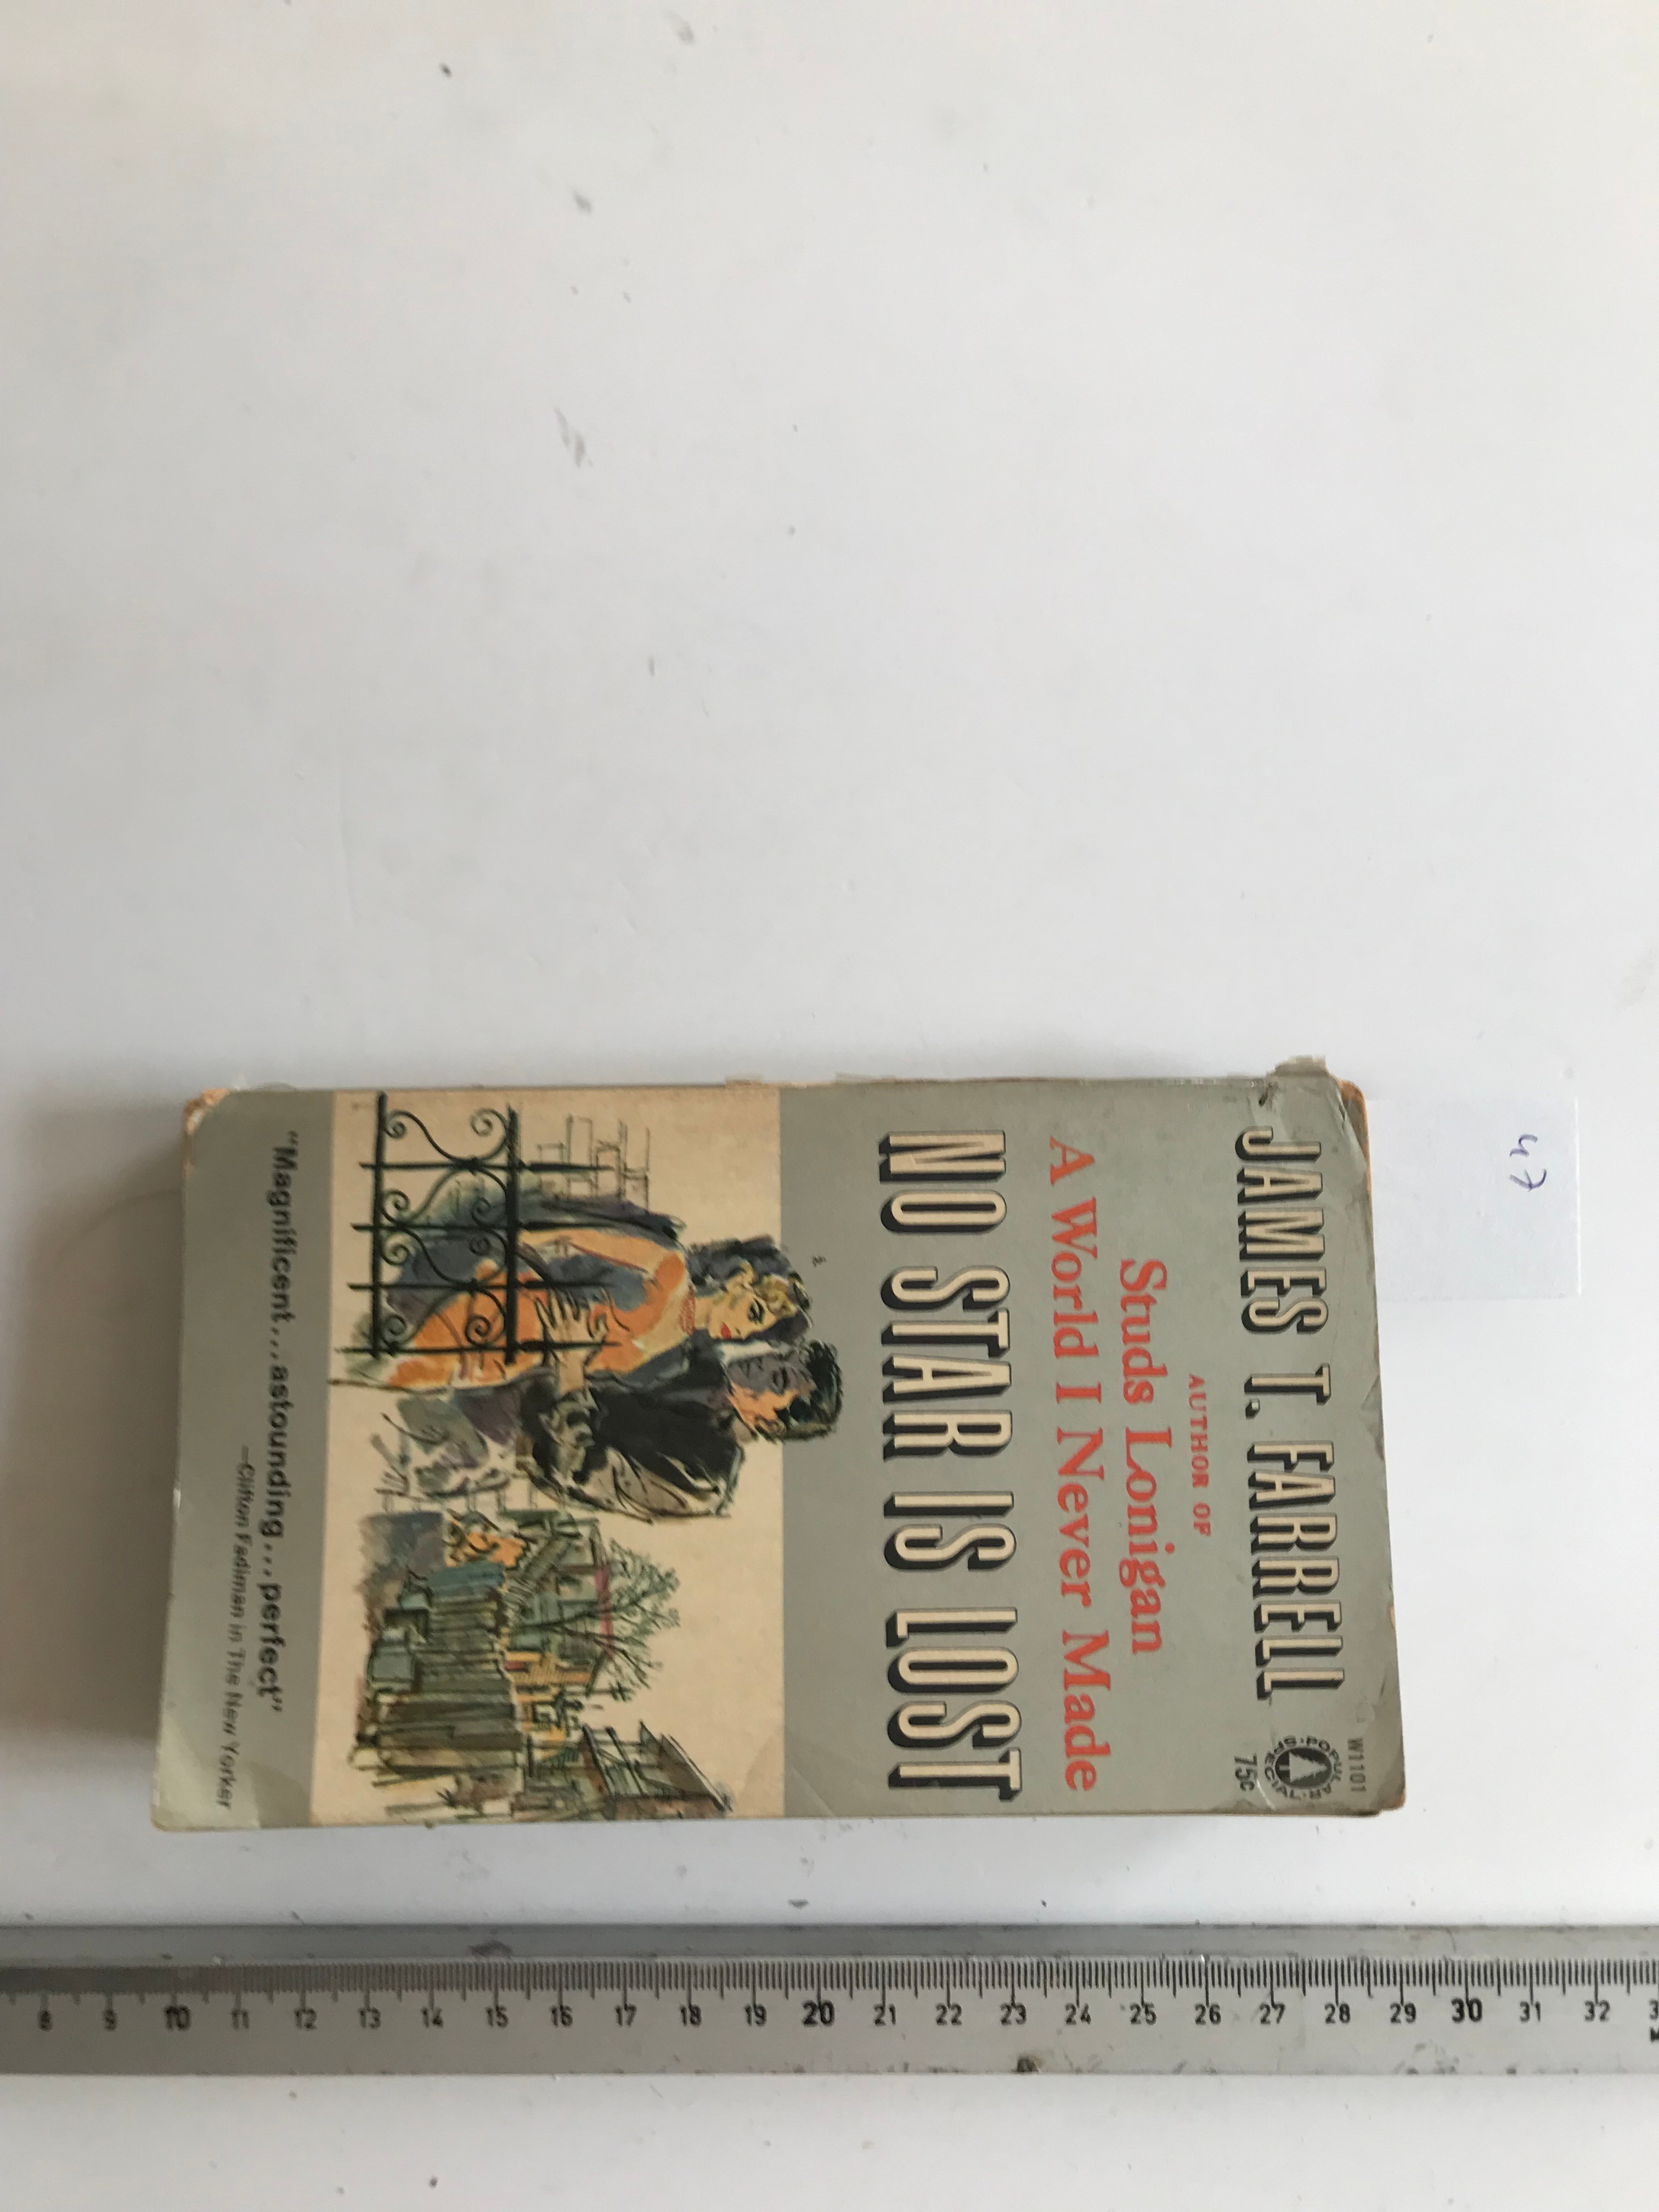 47
W1101
POPULAR SPECIAL
75c
JAMES T. FARRELL
AUTHOR OF
Studs Lonigan
A World I Never Made
NO STAR IS LOST
"Magnificent...astounding...perfect"
—Clifton Fadiman in The New Yorker
8 9 10 11 12 13 14 15 16 17 18 19 20 21 22 23 24 25 26 27 28 29 30 31 32